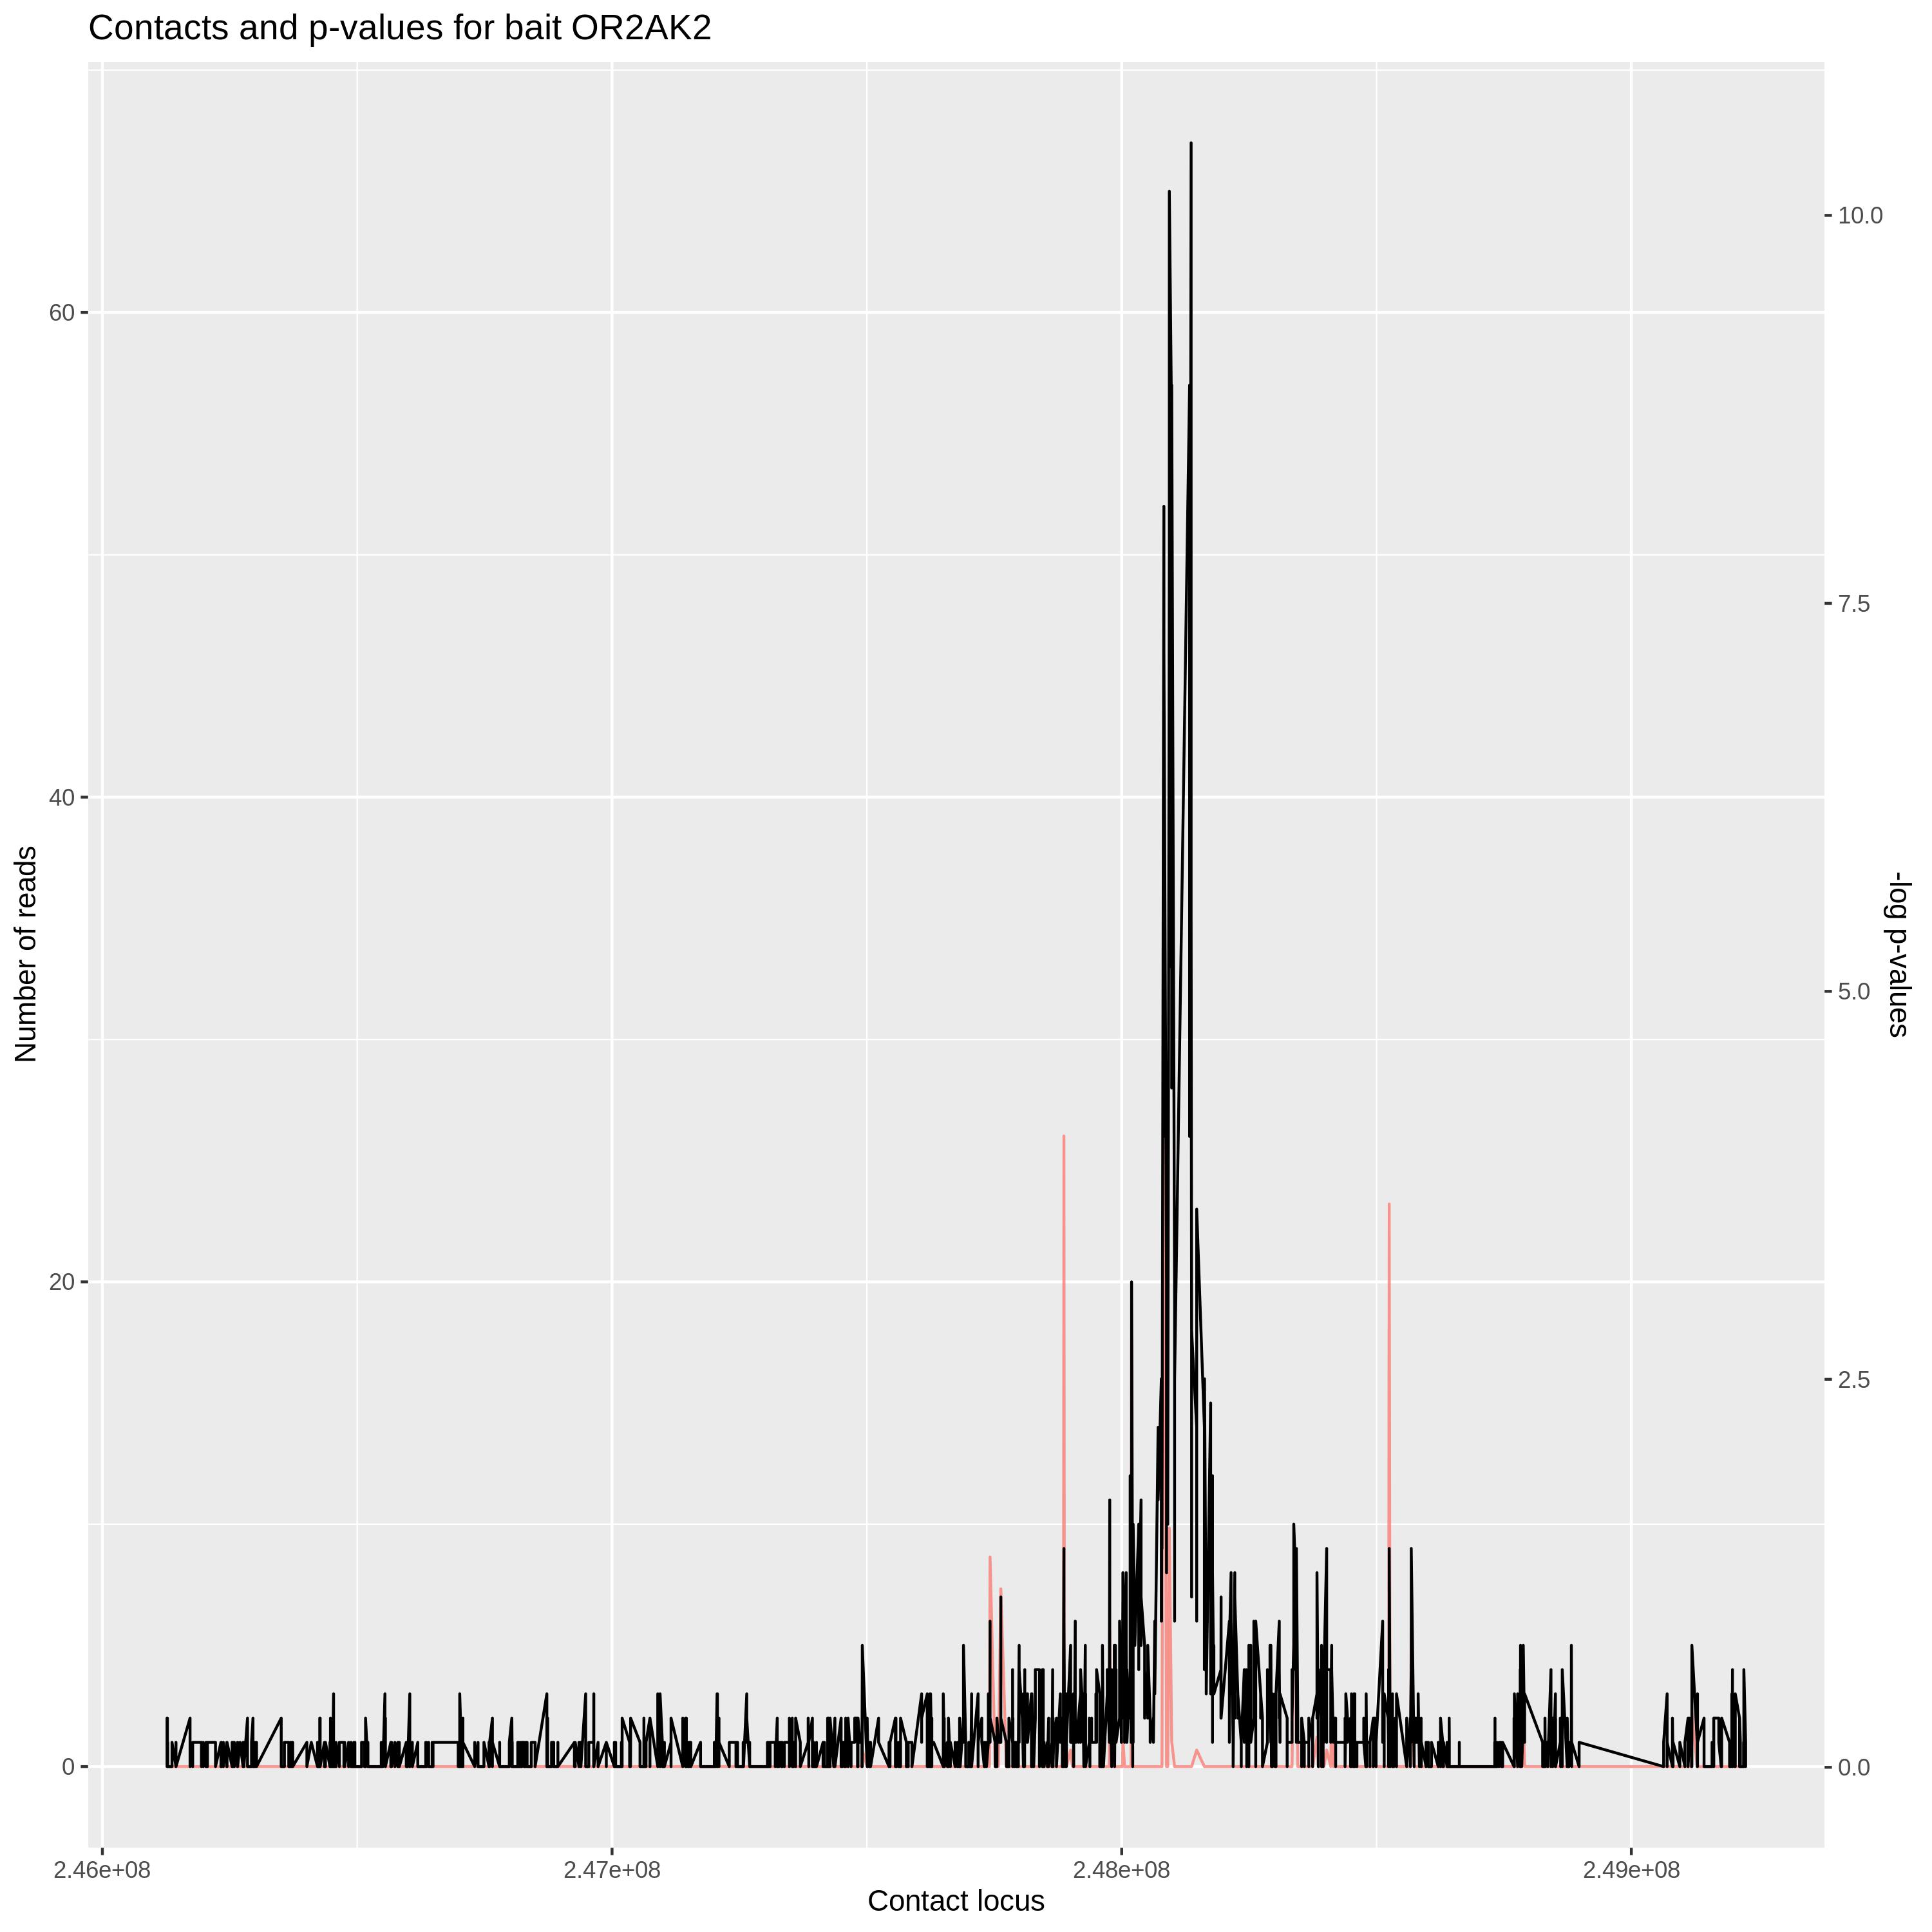 Contacts and p-values for bait OR2AK2
Number of reads
60
40
20
0
10.0
7.5
5.0
2.5
0.0
-log p-values
2.46e+08
2.47e+08
2.48e+08
2.49e+08
Contact locus